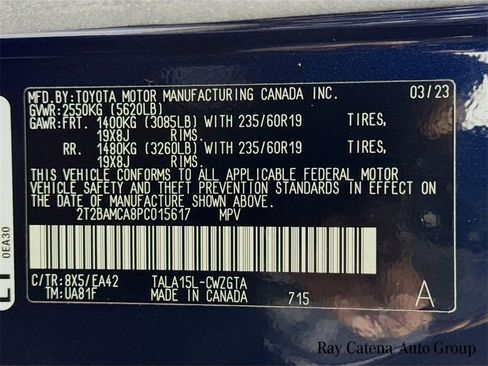 MFD.BY:TOYOTA MOTOR MANUFACTURING CANADA INC. 03/23
GVWR:2550KG (5620LB)
GAWR:FRT. 1400KG (3085LB) WITH 235/60R19 TIRES,
19X8J RIMS.
RR. 1480KG (3260LB) WITH 235/60R19 TIRES,
19X8J RIMS.
THIS VEHICLE CONFORMS TO ALL APPLICABLE FEDERAL MOTOR
VEHICLE SAFETY AND THEFT PREVENTION STANDARDS IN EFFECT
ON THE DATE OF MANUFACTURE SHOWN ABOVE.
2T2BAMCA8PC015617 MPV
0EA30
C/TR:8X5/EA42 TALA15L-CWZGTA
TM:UA81F MADE IN CANADA 715 A
Ray Catena Auto Group